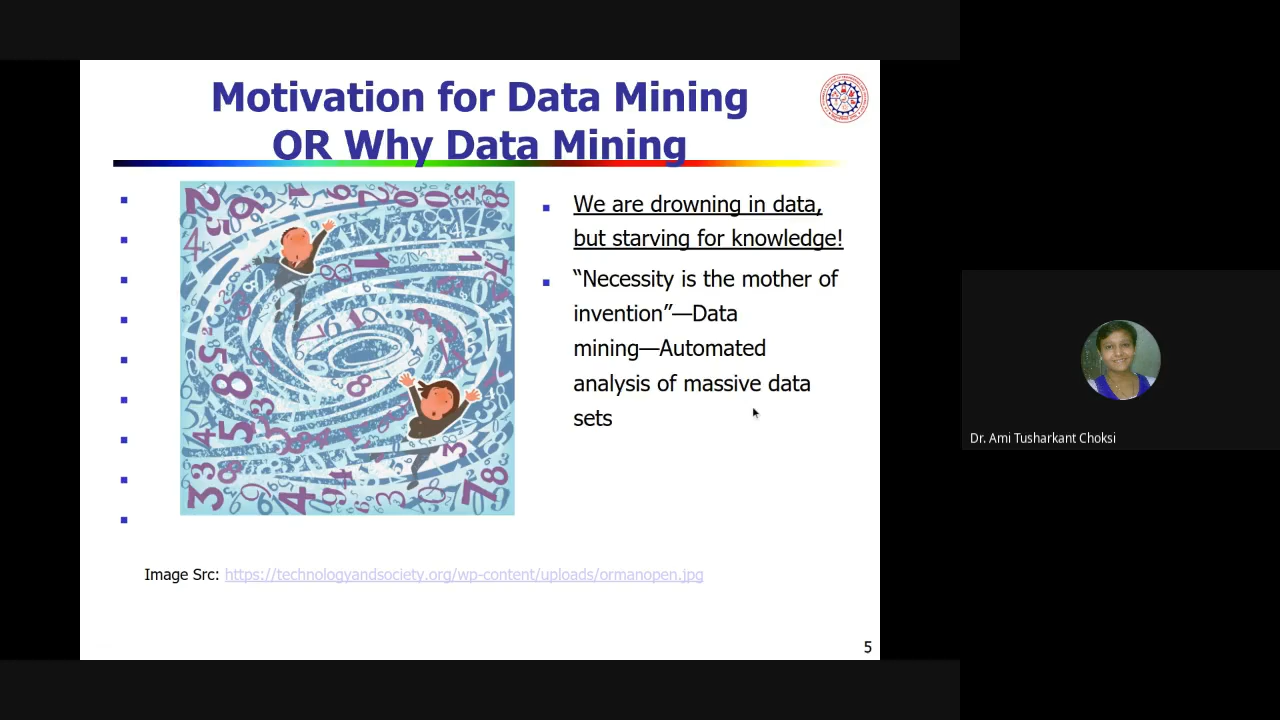 Motivation for Data Mining
OR Why Data Mining
We are drowning in data,
but starving for knowledge!
“Necessity is the mother of
invention”—Data
mining—Automated
analysis of massive data
sets
Image Src: https://technologyandsociety.org/wp-content/uploads/ormanopen.jpg
5
Dr. Ami Tusharkant Choksi